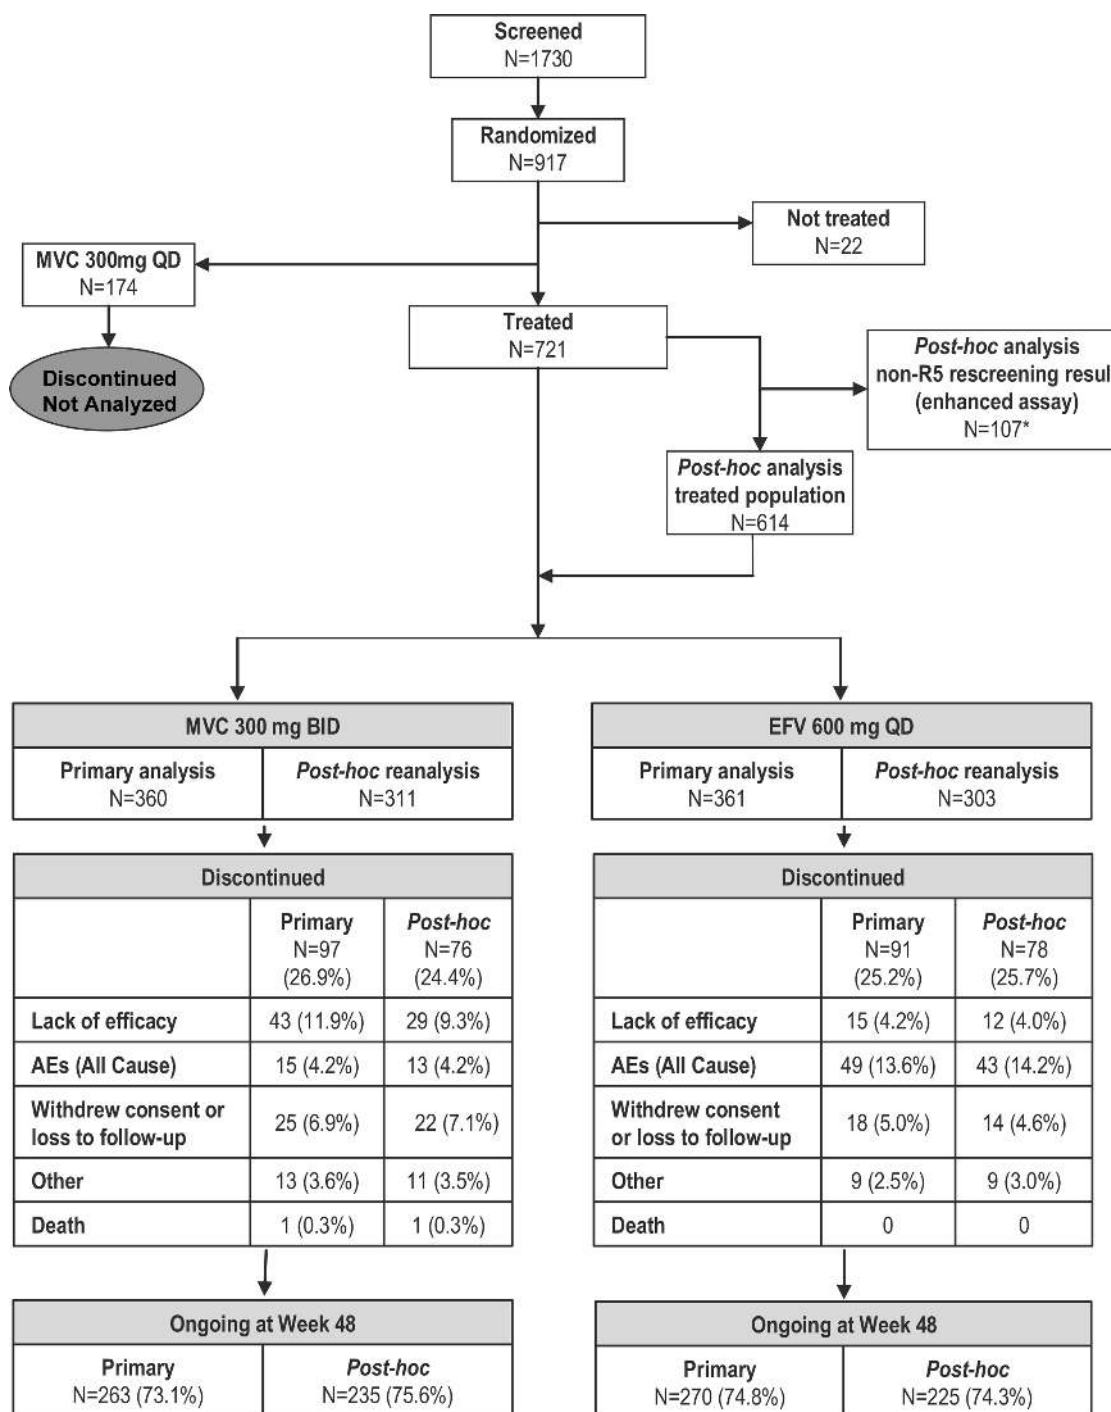 Screened
N=1730
Randomized
N=917
Not treated
N=22
MVC 300mg QD
N=174
Discontinued
Not Analyzed
Treated
N=721
Post-hoc analysis
non-R5 rescreening resul
(enhanced assay)
N=107*
Post-hoc analysis
treated population
N=614
MVC 300 mg BID
Primary analysis Post-hoc reanalysis
N=360 N=311
Discontinued
Primary Post-hoc
N=97 N=76
(26.9%) (24.4%)
Lack of efficacy 43 (11.9%) 29 (9.3%)
AEs (All Cause) 15 (4.2%) 13 (4.2%)
Withdrew consent or
loss to follow-up 25 (6.9%) 22 (7.1%)
Other 13 (3.6%) 11 (3.5%)
Death 1 (0.3%) 1 (0.3%)
Ongoing at Week 48
Primary Post-hoc
N=263 (73.1%) N=235 (75.6%)
EFV 600 mg QD
Primary analysis Post-hoc reanalysis
N=361 N=303
Discontinued
Primary Post-hoc
N=91 N=78
(25.2%) (25.7%)
Lack of efficacy 15 (4.2%) 12 (4.0%)
AEs (All Cause) 49 (13.6%) 43 (14.2%)
Withdrew consent
or loss to follow-up 18 (5.0%) 14 (4.6%)
Other 9 (2.5%) 9 (3.0%)
Death 0 0
Ongoing at Week 48
Primary Post-hoc
N=270 (74.8%) N=225 (74.3%)